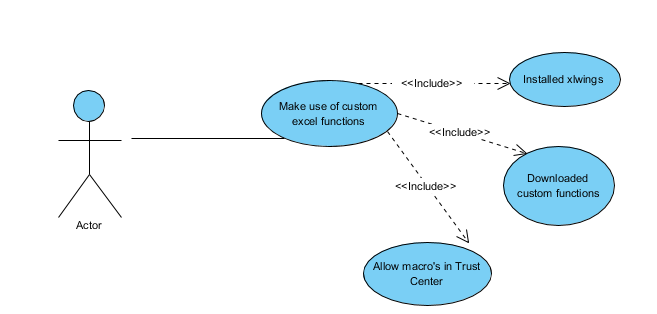 <<Include>>
Installed xlwings
Make use of custom
excel functions
<<Include>>
Downloaded
custom functions
<<Include>>
Actor
Allow macro's in Trust
Center